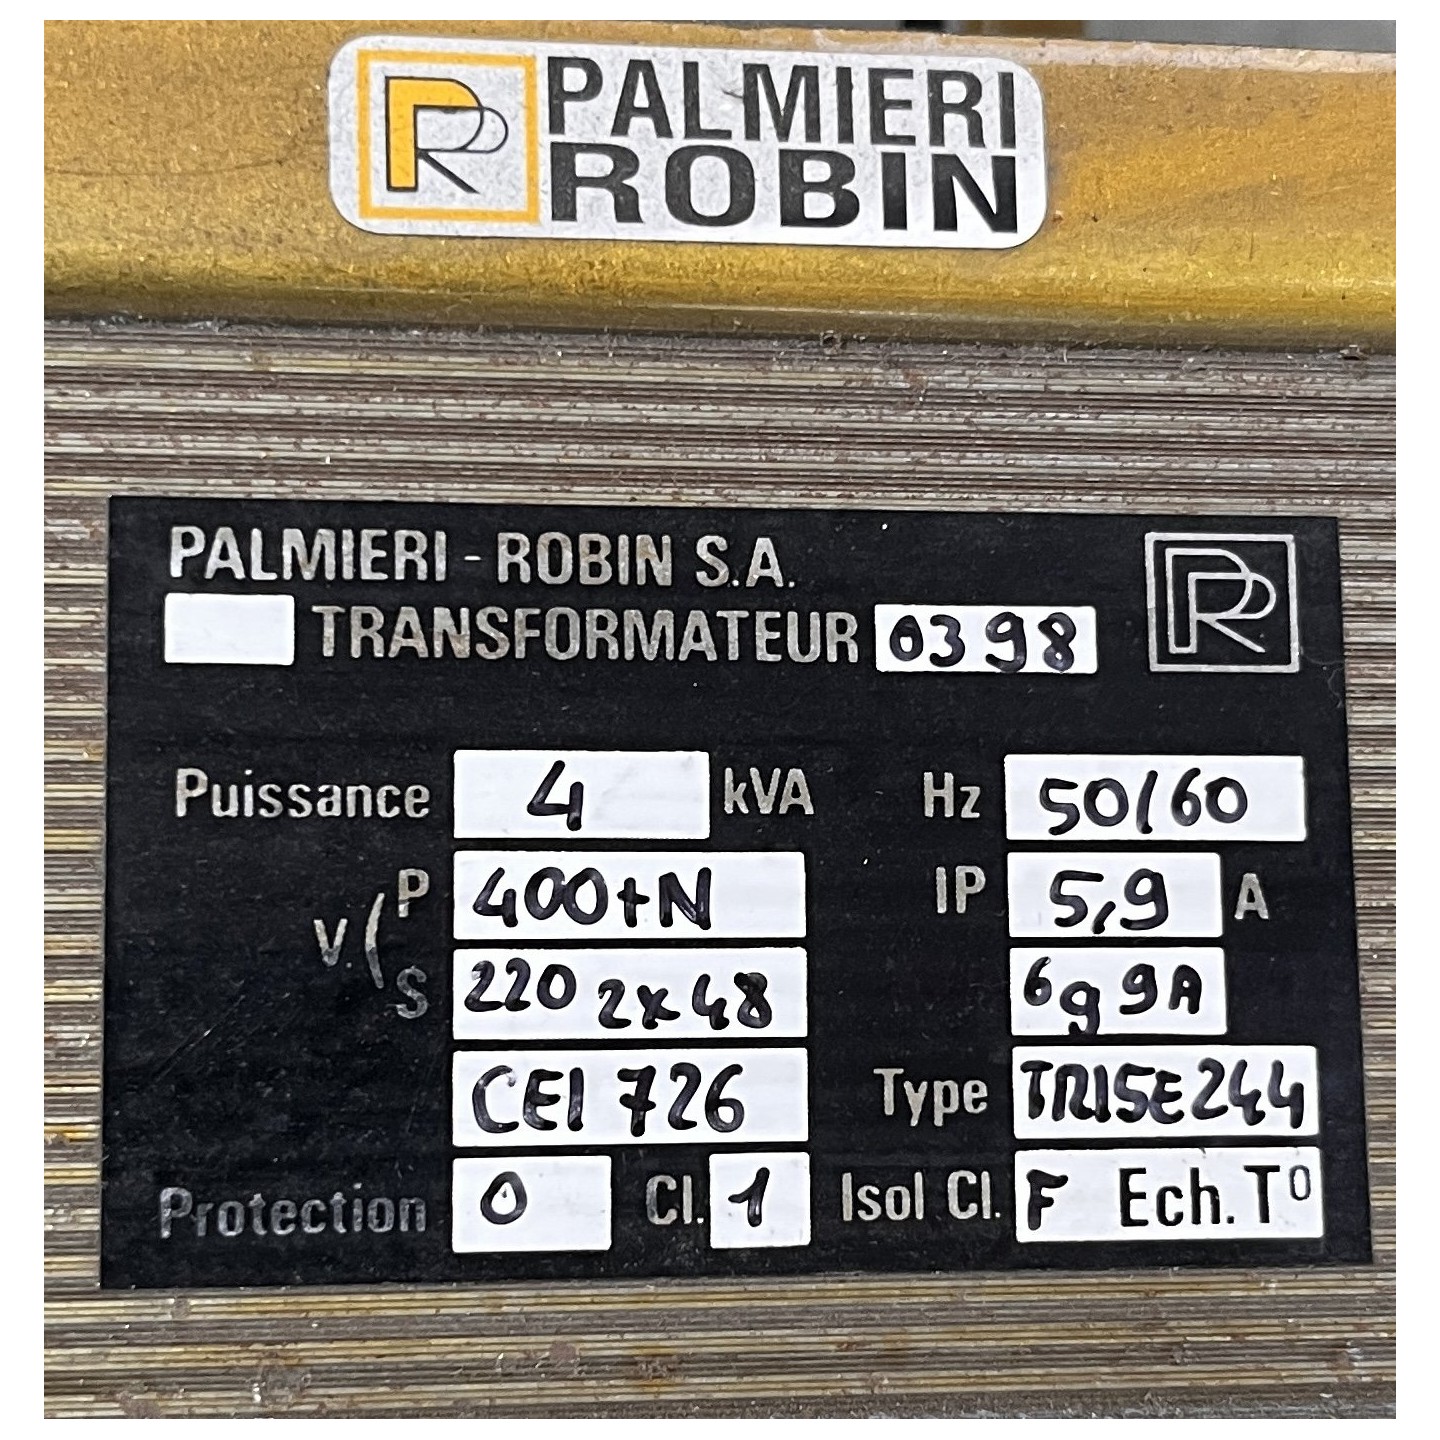 PALMIERI
ROBIN
PALMIERI - ROBIN S.A.
TRANSFORMATEUR 0398
Puissance 4 kVA Hz 50/60
V. ( P 400+N IP 5,9 A
S 220 2x48 6g 9A
CEI 726 Type TRISE244
Protection 0 Cl. 1 Isol Cl. F Ech. T°